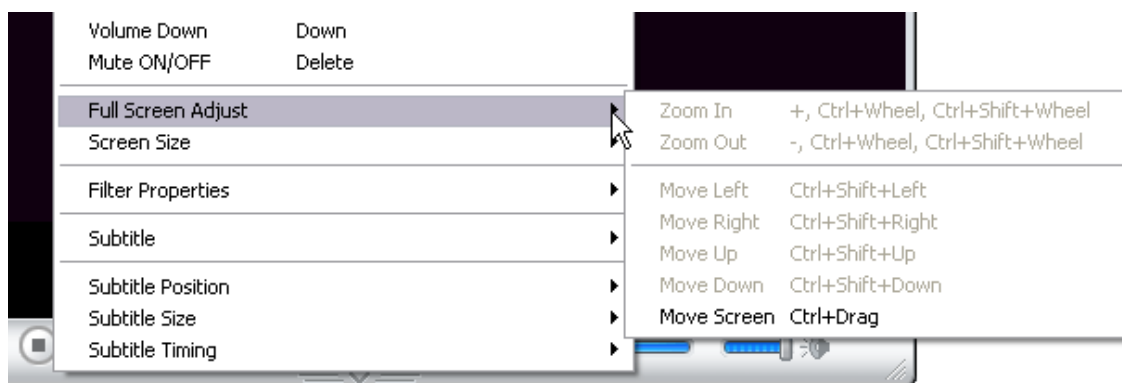 Volume Down Down
Mute ON/OFF Delete
Full Screen Adjust
Screen Size
Filter Properties
Subtitle
Subtitle Position
Subtitle Size
Subtitle Timing
Zoom In +, Ctrl+Wheel, Ctrl+Shift+Wheel
Zoom Out -, Ctrl+Wheel, Ctrl+Shift+Wheel
Move Left Ctrl+Shift+Left
Move Right Ctrl+Shift+Right
Move Up Ctrl+Shift+Up
Move Down Ctrl+Shift+Down
Move Screen Ctrl+Drag